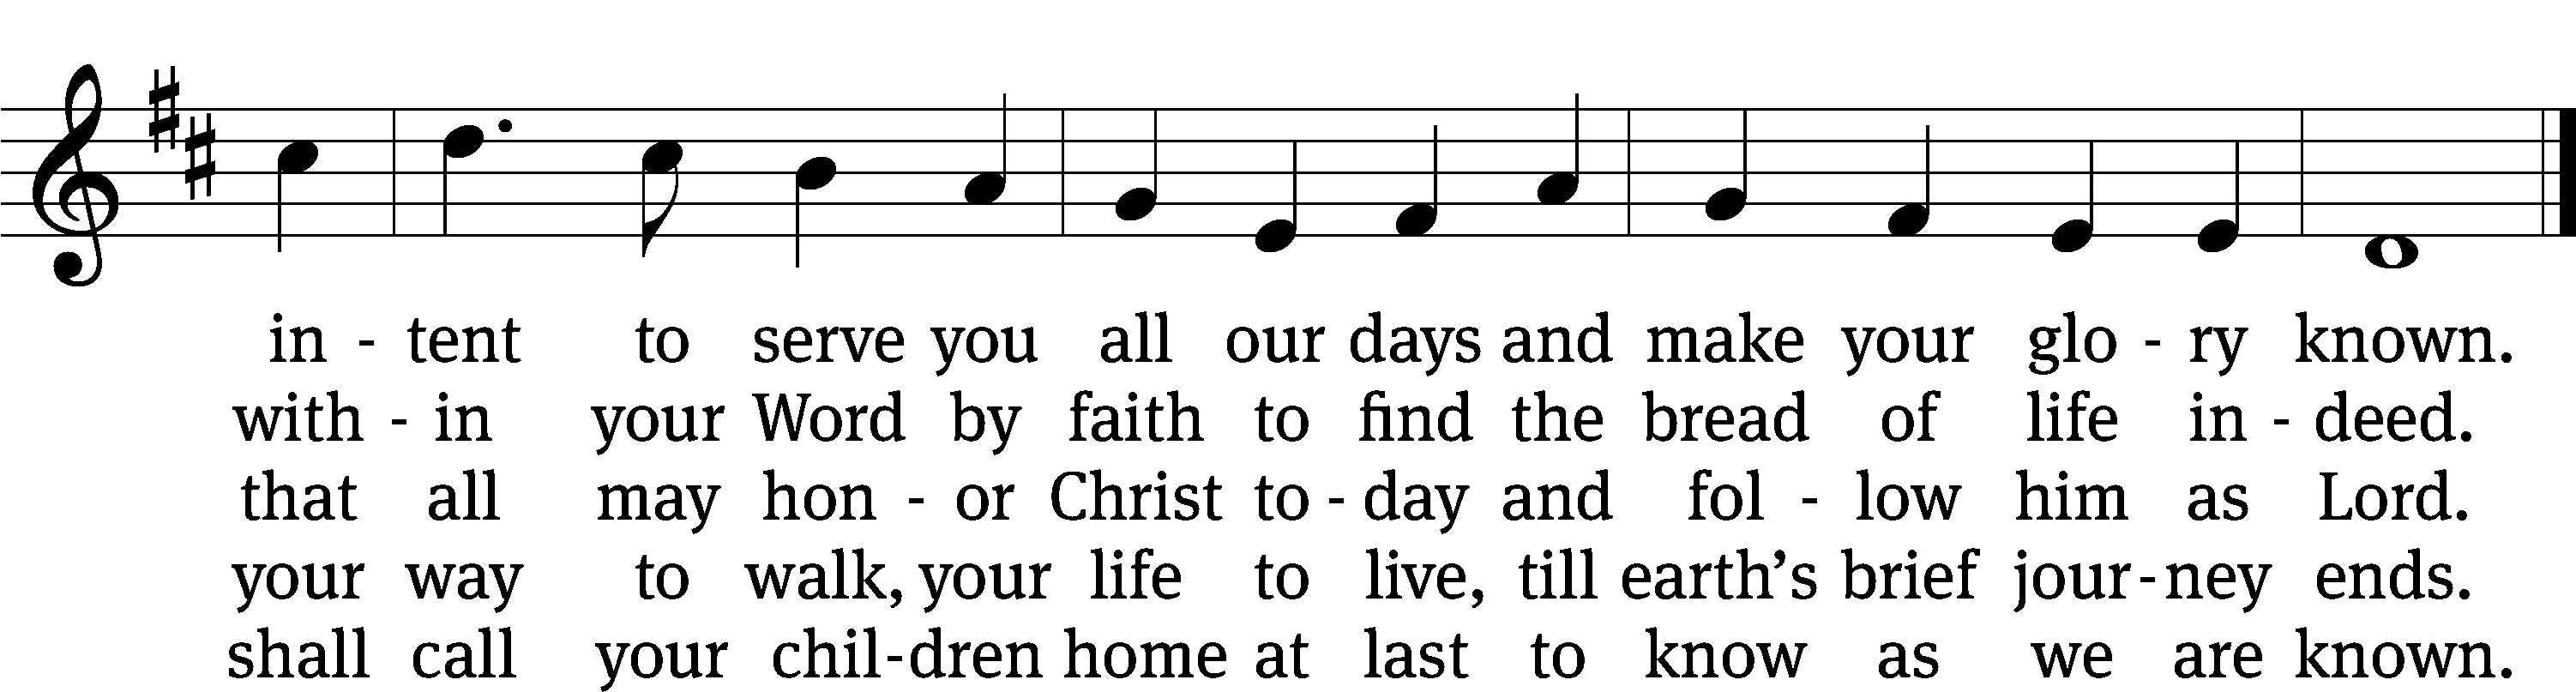 in - tent to serve you all our days and make your glo - ry known.
with - in your Word by faith to find the bread of life in - deed.
that all may hon - or Christ to - day and fol - low him as Lord.
your way to walk, your life to live, till earth’s brief jour - ney ends.
shall call your chil - dren home at last to know as we are known.